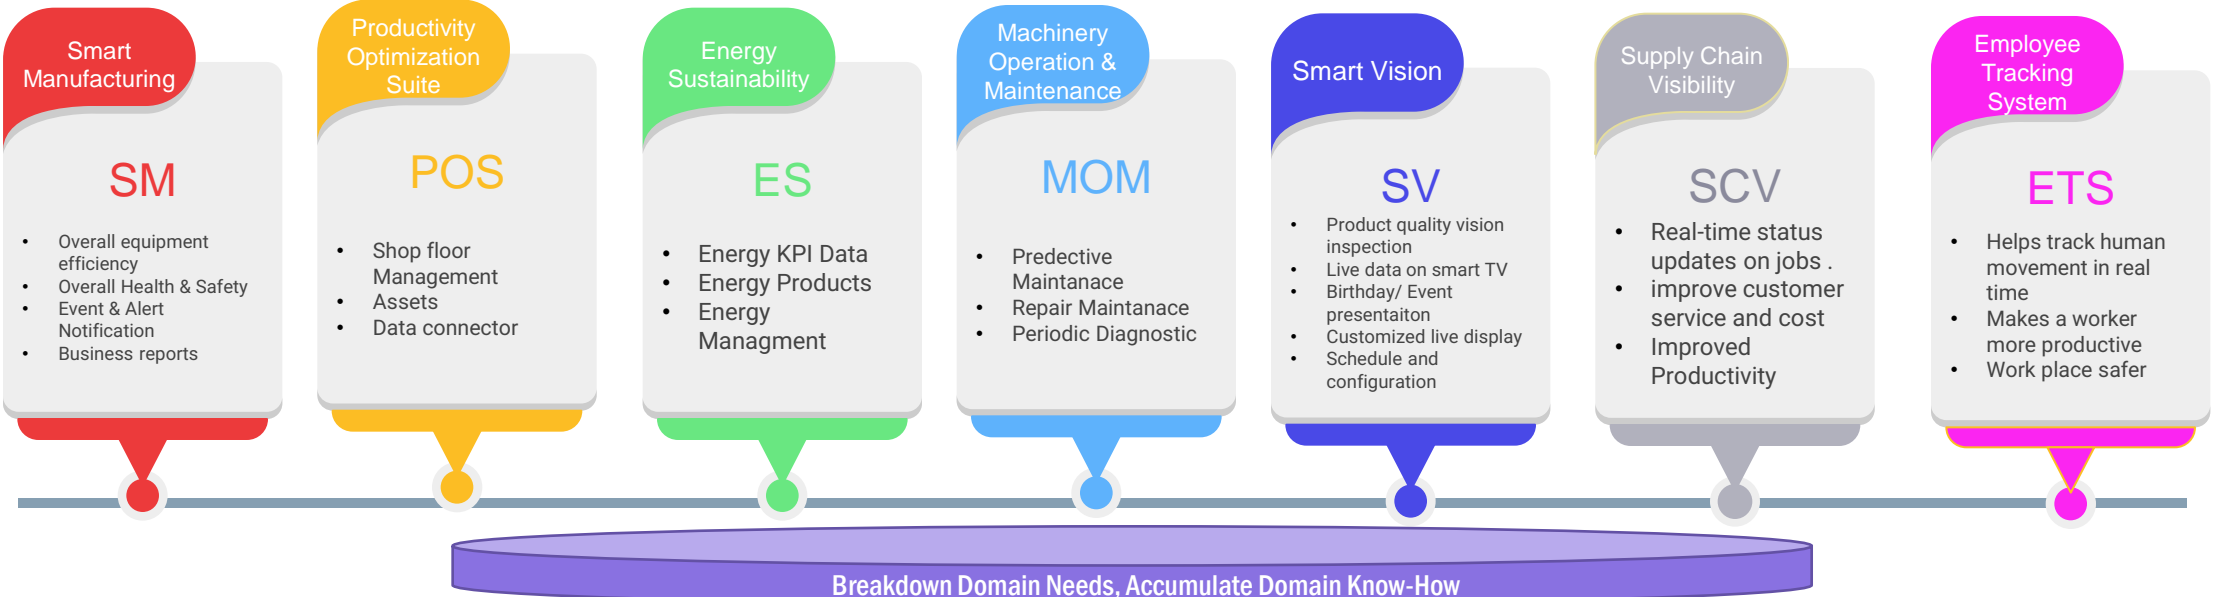 Smart
Manufacturing
SM
Overall equipment
efficiency
Overall Health & Safety
Event & Alert
Notification
Business reports
Productivity
Optimization
Suite
POS
Shop floor
Management
Assets
Data connector
Energy
Sustainability
ES
Energy KPI Data
Energy Products
Energy
Managment
Machinery
Operation &
Maintenance
MOM
Predective
Maintanace
Repair Maintanace
Periodic Diagnostic
Smart Vision
SV
Product quality vision
inspection
Live data on smart TV
Birthday/ Event
presentaiton
Customized live display
Schedule and
configuration
Supply Chain
Visibility
SCV
Real-time status
updates on jobs .
improve customer
service and cost
Improved
Productivity
Employee
Tracking
System
ETS
Helps track human
movement in real
time
Makes a worker
more productive
Work place safer
Breakdown Domain Needs, Accumulate Domain Know-How